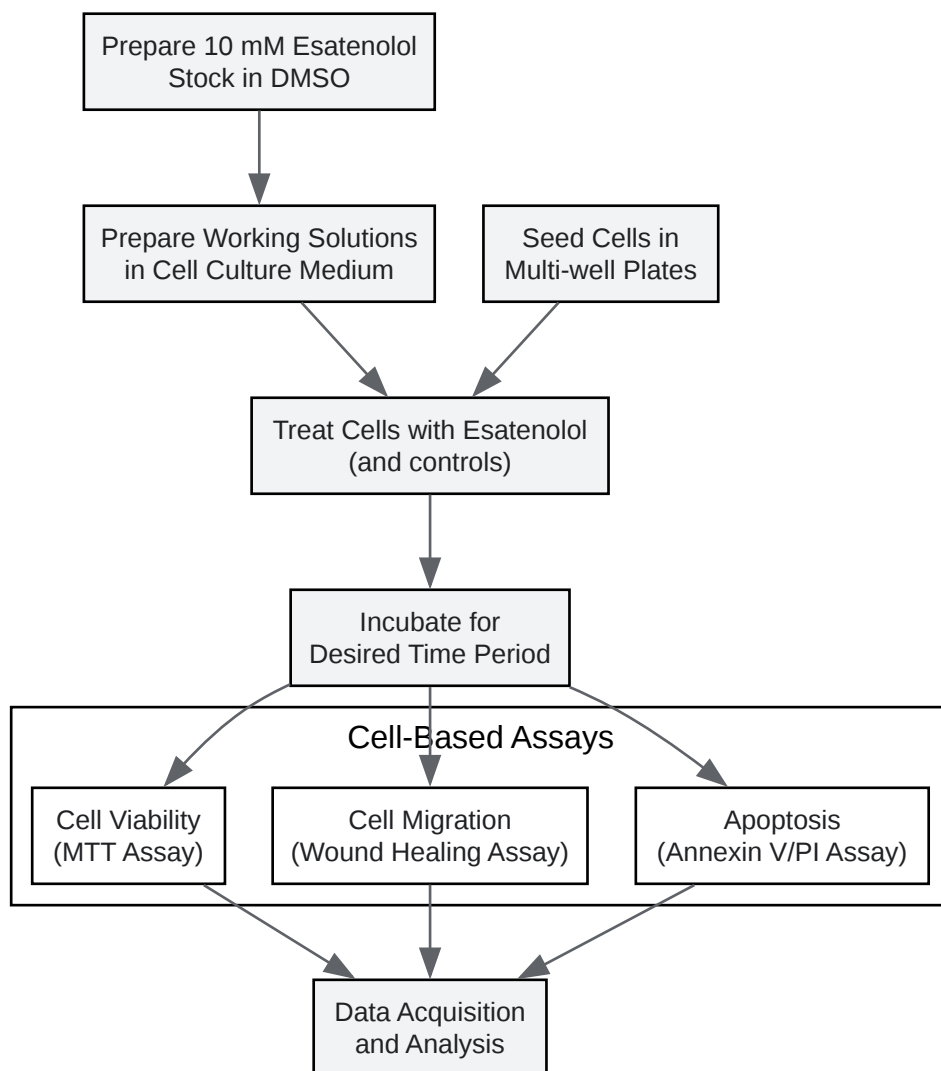 Prepare 10 mM Esatenolol
Stock in DMSO
Prepare Working Solutions
in Cell Culture Medium
Seed Cells in
Multi-well Plates
Treat Cells with Esatenolol
(and controls)
Incubate for
Desired Time Period
Cell-Based Assays
Cell Viability
(MTT Assay)
Cell Migration
(Wound Healing Assay)
Apoptosis
(Annexin V/PI Assay)
Data Acquisition
and Analysis